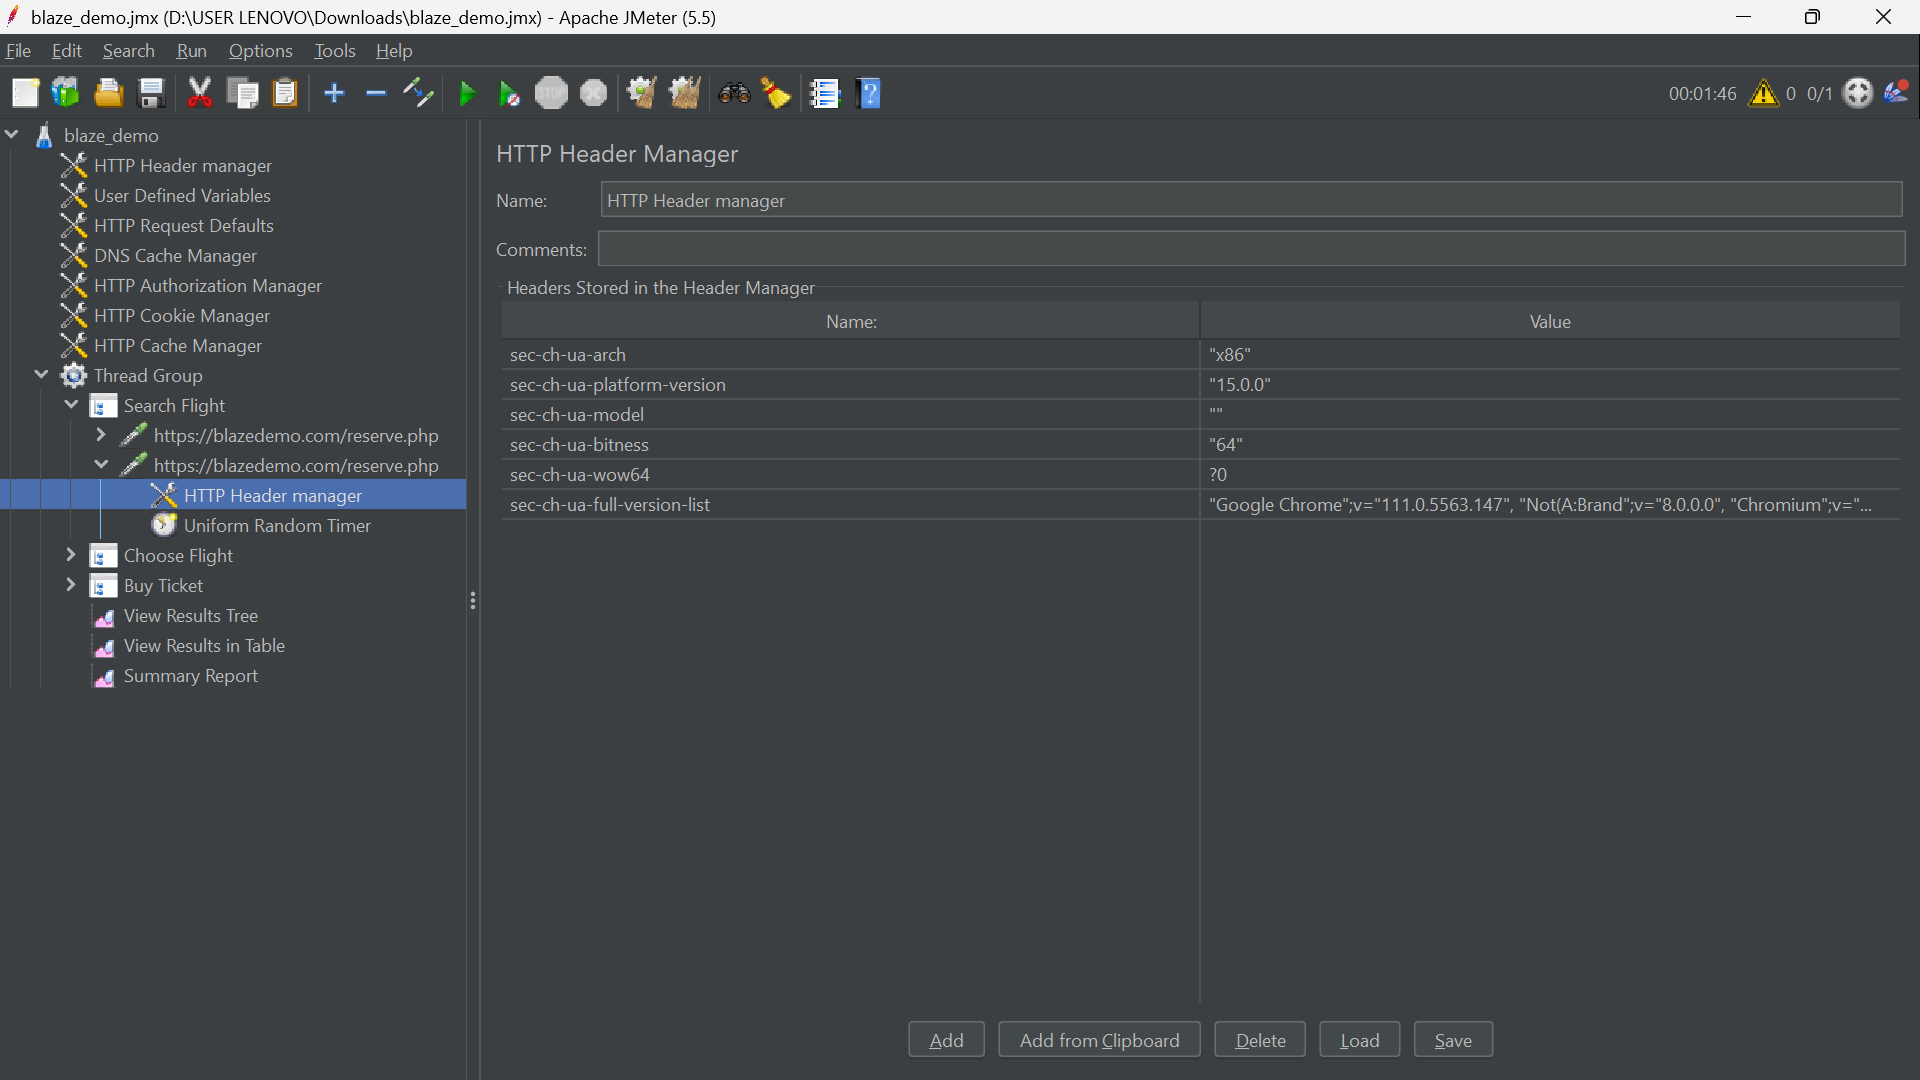 blaze_demo.jmx (D:\USER LENOVO\Downloads\blaze_demo.jmx) - Apache JMeter (5.5)
File Edit Search Run Options Tools Help
STOP ? 00:01:46 0 0/1
blaze_demo
HTTP Header manager
User Defined Variables
HTTP Request Defaults
DNS Cache Manager
HTTP Authorization Manager
HTTP Cookie Manager
HTTP Cache Manager
Thread Group
Search Flight
https://blazedemo.com/reserve.php
https://blazedemo.com/reserve.php
HTTP Header manager
Uniform Random Timer
Choose Flight
Buy Ticket
View Results Tree
View Results in Table
Summary Report
HTTP Header Manager
Name: HTTP Header manager
Comments:
Headers Stored in the Header Manager
Name: Value
sec-ch-ua-arch "x86"
sec-ch-ua-platform-version "15.0.0"
sec-ch-ua-model ""
sec-ch-ua-bitness "64"
sec-ch-ua-wow64 ?0
sec-ch-ua-full-version-list "Google Chrome";v="111.0.5563.147", "Not(A:Brand";v="8.0.0.0", "Chromium";v="...
Add Add from Clipboard Delete Load Save